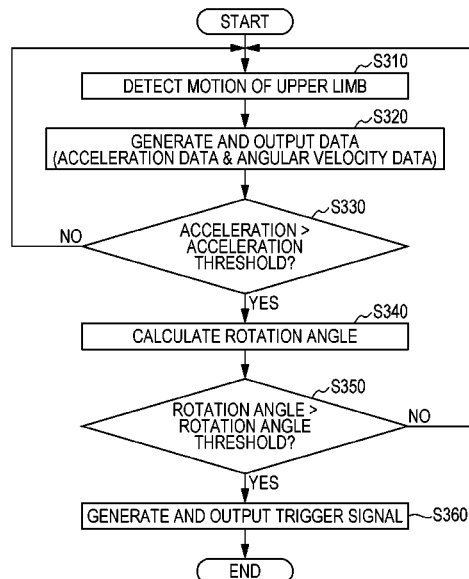 START
S310
DETECT MOTION OF UPPER LIMB
S320
GENERATE AND OUTPUT DATA
(ACCELERATION DATA & ANGULAR VELOCITY DATA)
S330
NO
ACCELERATION >
ACCELERATION
THRESHOLD?
YES
S340
CALCULATE ROTATION ANGLE
S350
ROTATION ANGLE >
ROTATION ANGLE
THRESHOLD?
NO
YES
GENERATE AND OUTPUT TRIGGER SIGNAL
S360
END